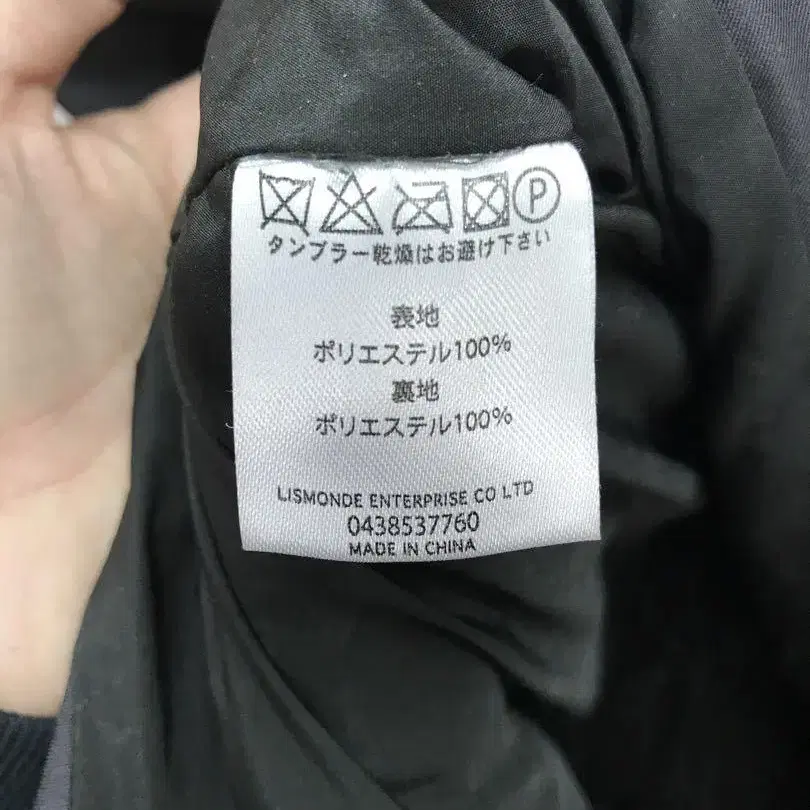 P
タンブラー乾燥はお避け下さい
表地
ポリエステル100%
裏地
ポリエステル100%
LISMONDE ENTERPRISE CO LTD
0438537760
MADE IN CHINA